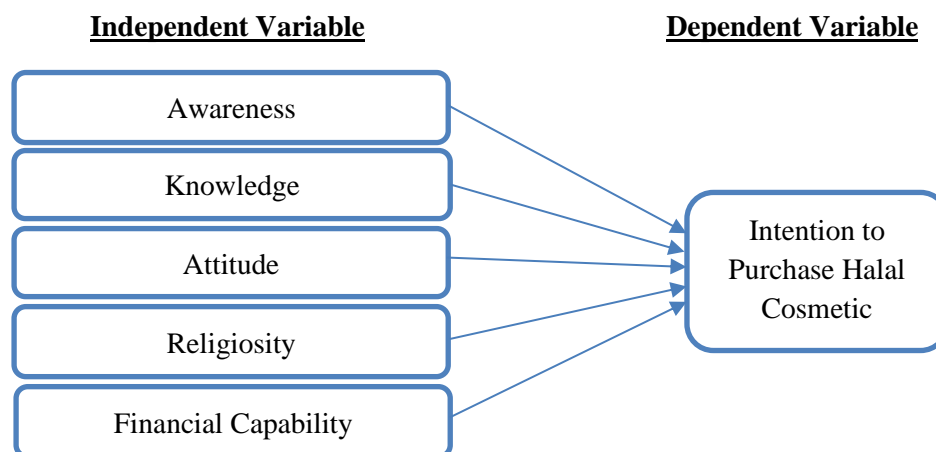 Independent Variable
Dependent Variable
Awareness
Knowledge
Attitude
Religiosity
Financial Capability
Intention to
Purchase Halal
Cosmetic